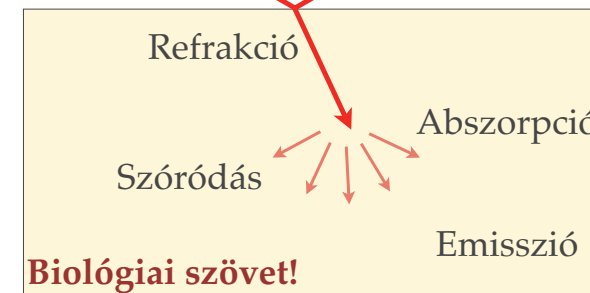 Refrakció
Abszorpció
Szóródás
Emisszió
Biológiai szövet!